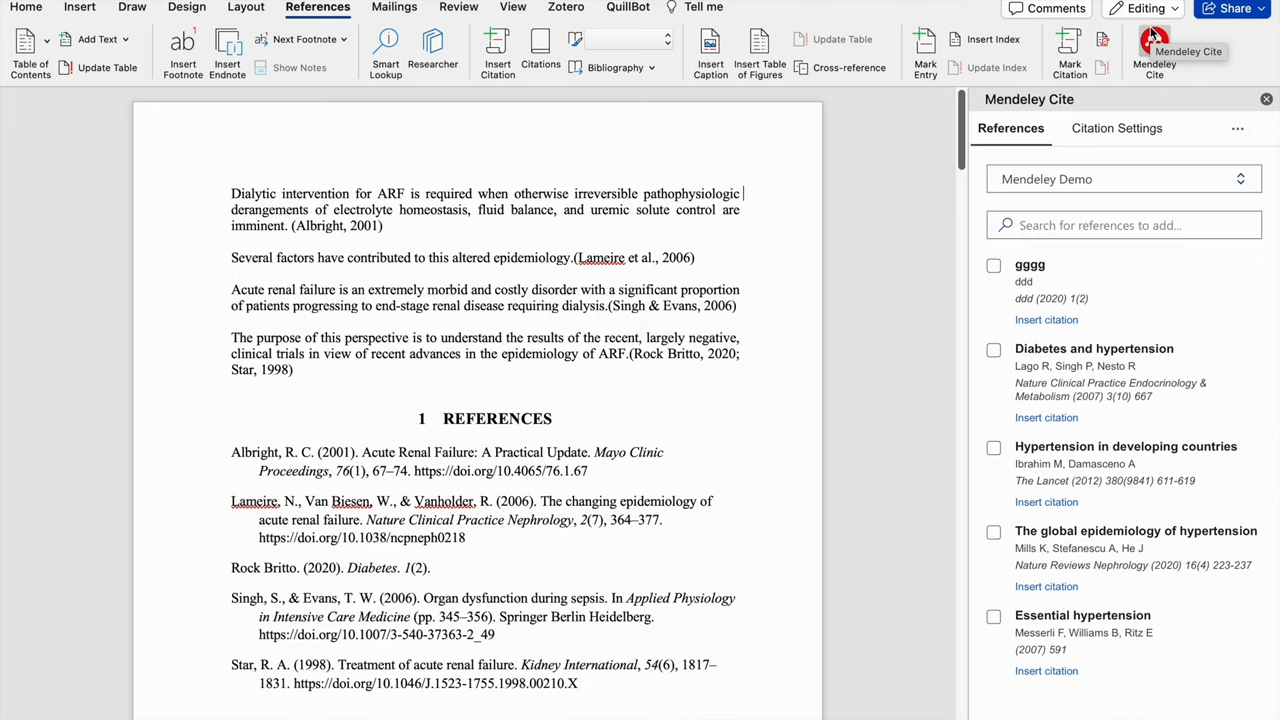 Home Insert Draw Design Layout References Mailings Review View Zotero QuillBot Tell me Comments Editing Share
Table of Contents
Add Text
Update Table
Insert Footnote
Insert Endnote
Next Footnote
Show Notes
Smart Lookup
Researcher
Insert Citation
Citations
Bibliography
Insert Caption
Insert Table of Figures
Update Table
Cross-reference
Mark Entry
Insert Index
Update Index
Mark Citation
Mendeley Cite
Mendeley Cite
Dialytic intervention for ARF is required when otherwise irreversible pathophysiologic
derangements of electrolyte homeostasis, fluid balance, and uremic solute control are
imminent. (Albright, 2001)
Several factors have contributed to this altered epidemiology.(Lameire et al., 2006)
Acute renal failure is an extremely morbid and costly disorder with a significant proportion
of patients progressing to end-stage renal disease requiring dialysis.(Singh & Evans, 2006)
The purpose of this perspective is to understand the results of the recent, largely negative,
clinical trials in view of recent advances in the epidemiology of ARF.(Rock Britto, 2020;
Star, 1998)
1 REFERENCES
Albright, R. C. (2001). Acute Renal Failure: A Practical Update. Mayo Clinic
Proceedings, 76(1), 67–74. https://doi.org/10.4065/76.1.67
Lameire, N., Van Biesen, W., & Vanholder, R. (2006). The changing epidemiology of
acute renal failure. Nature Clinical Practice Nephrology, 2(7), 364–377.
https://doi.org/10.1038/ncpneph0218
Rock Britto. (2020). Diabetes. 1(2).
Singh, S., & Evans, T. W. (2006). Organ dysfunction during sepsis. In Applied Physiology
in Intensive Care Medicine (pp. 345–356). Springer Berlin Heidelberg.
https://doi.org/10.1007/3-540-37363-2_49
Star, R. A. (1998). Treatment of acute renal failure. Kidney International, 54(6), 1817–
1831. https://doi.org/10.1046/J.1523-1755.1998.00210.X
Mendeley Cite
References Citation Settings
Mendeley Demo
Search for references to add...
gggg
ddd
ddd (2020) 1(2)
Insert citation
Diabetes and hypertension
Lago R, Singh P, Nesto R
Nature Clinical Practice Endocrinology &
Metabolism (2007) 3(10) 667
Insert citation
Hypertension in developing countries
Ibrahim M, Damasceno A
The Lancet (2012) 380(9841) 611-619
Insert citation
The global epidemiology of hypertension
Mills K, Stefanescu A, He J
Nature Reviews Nephrology (2020) 16(4) 223-237
Insert citation
Essential hypertension
Messerli F, Williams B, Ritz E
(2007) 591
Insert citation